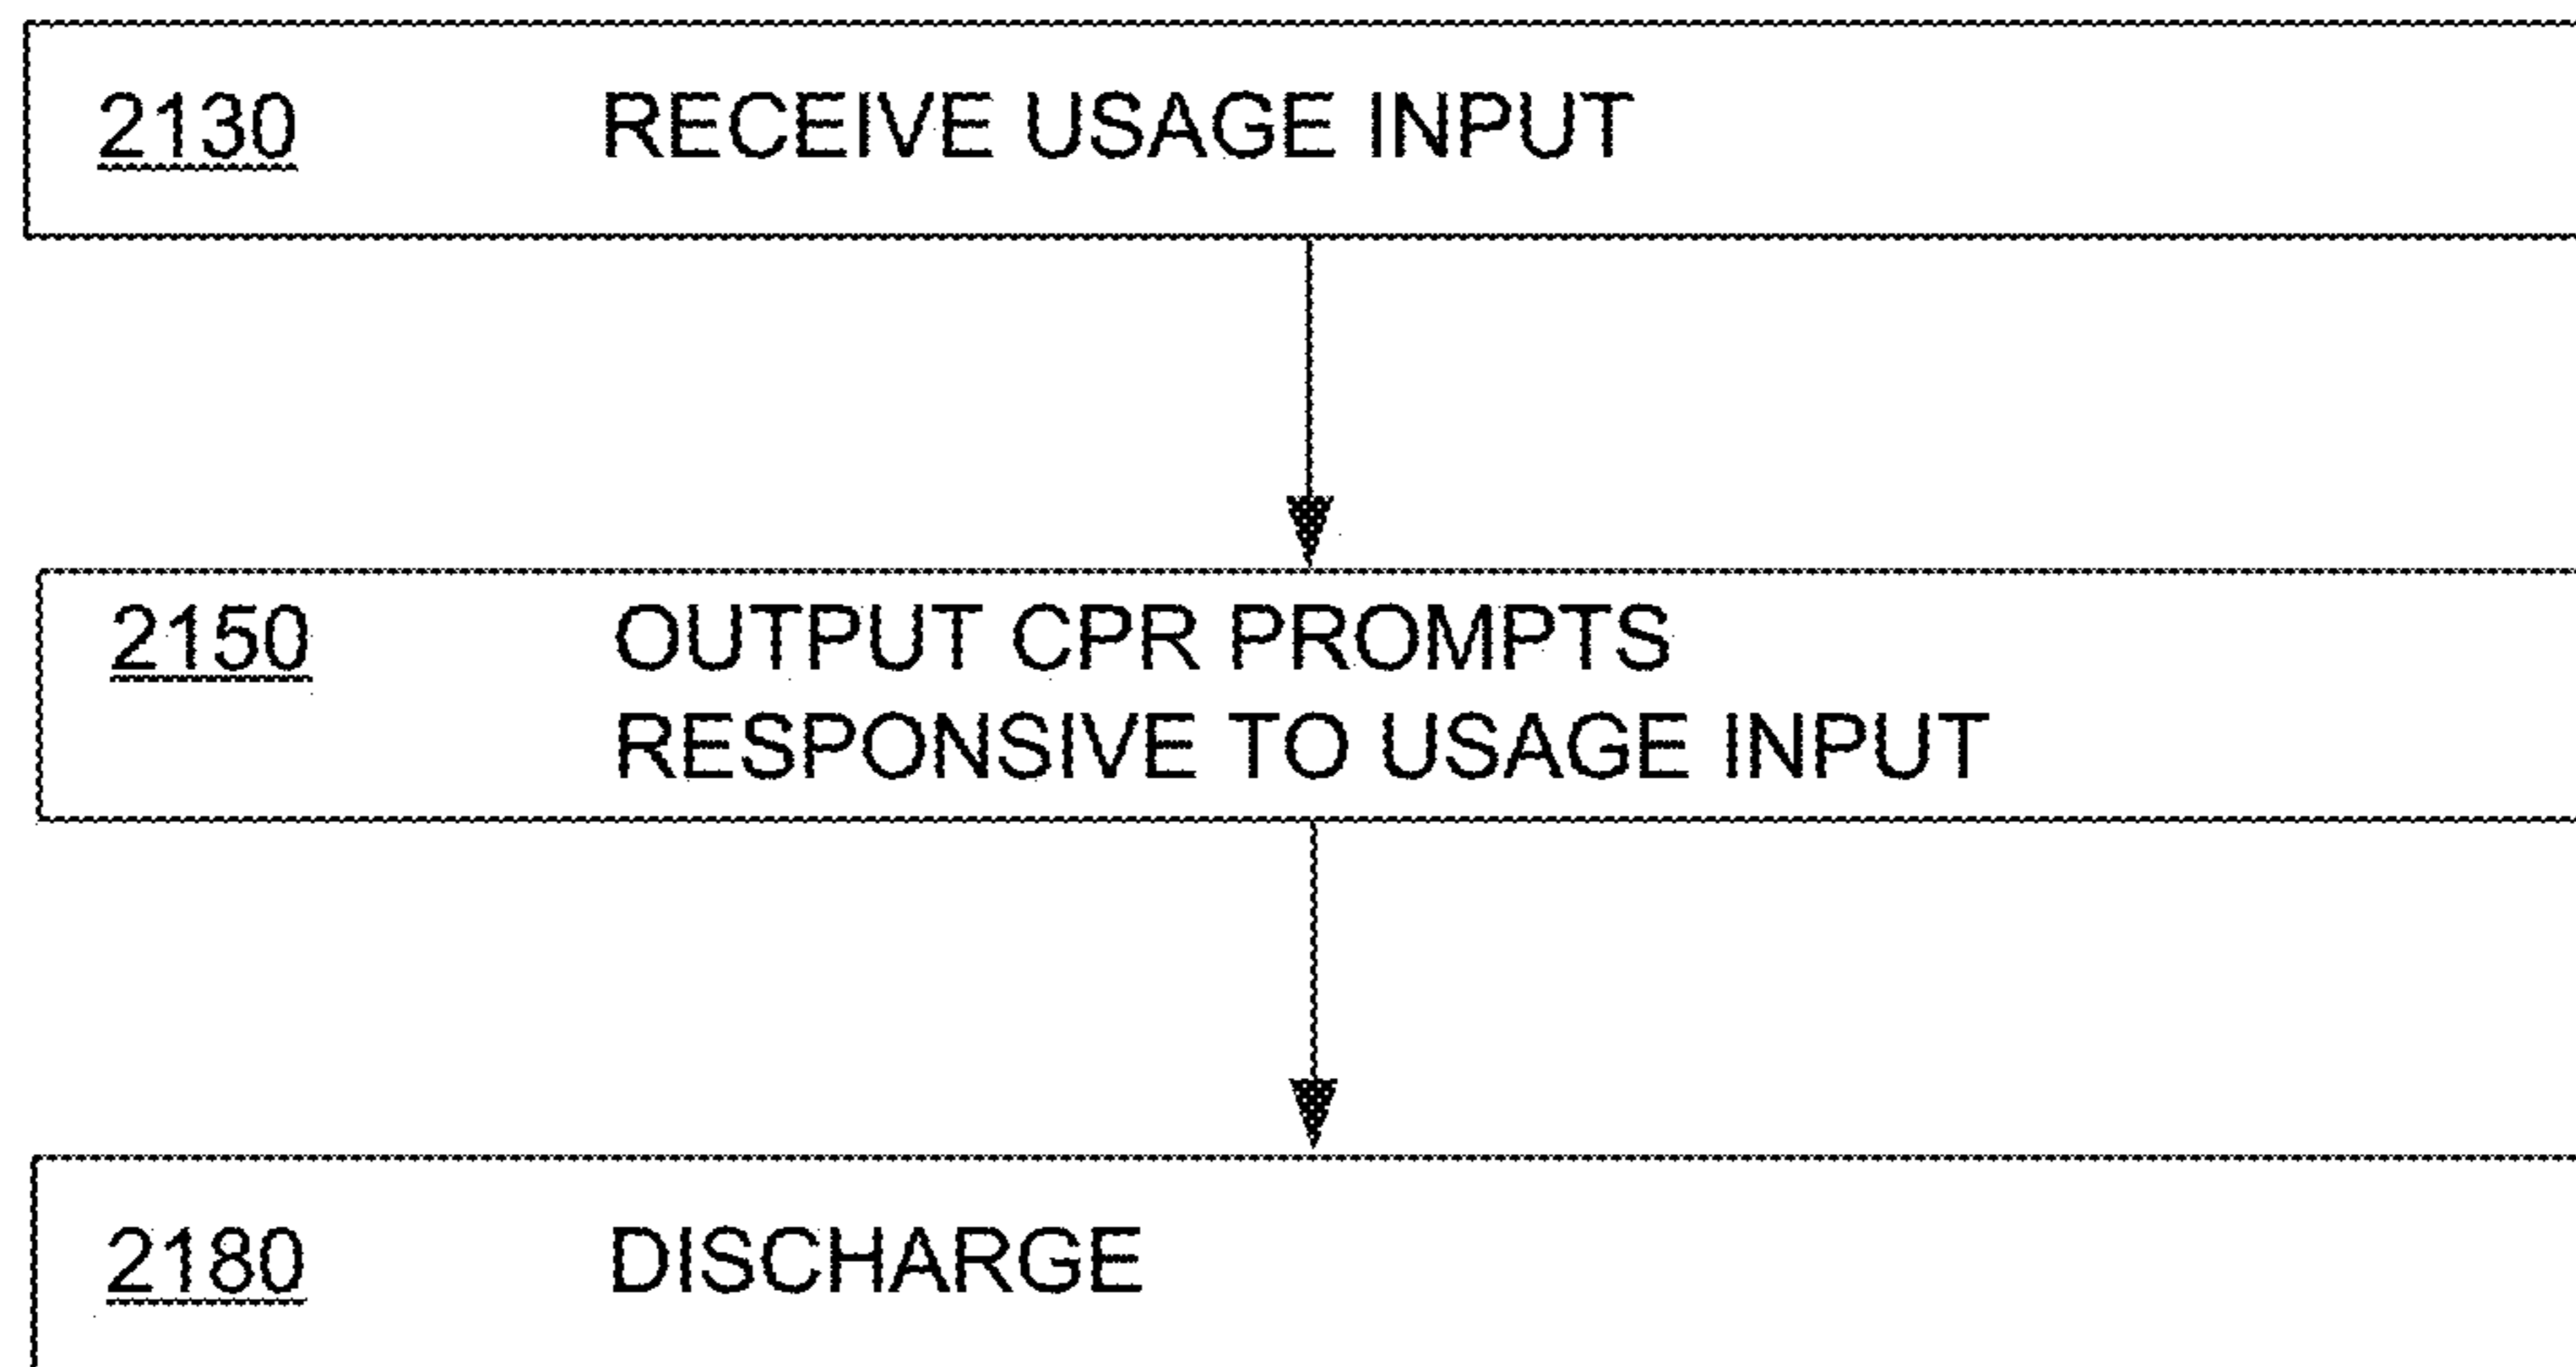 2130 RECEIVE USAGE INPUT
2150 OUTPUT CPR PROMPTS
RESPONSIVE TO USAGE INPUT
2180 DISCHARGE